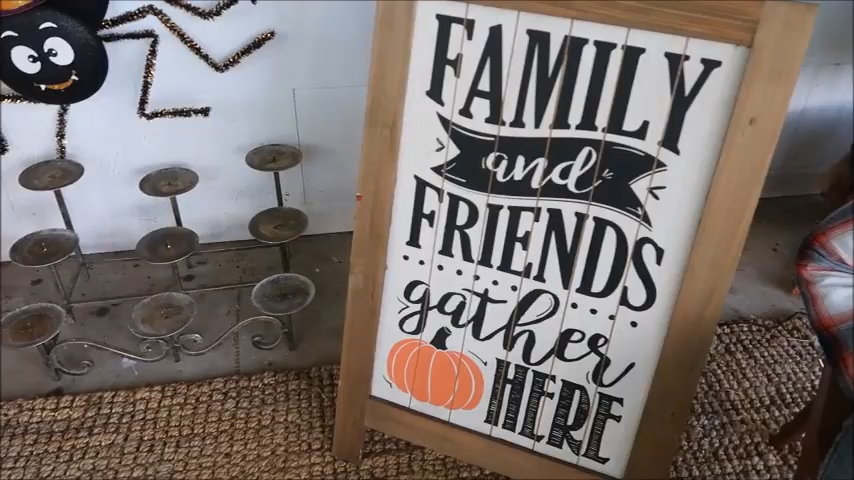 FAMILY
and
FRIENDS
gather
HERE